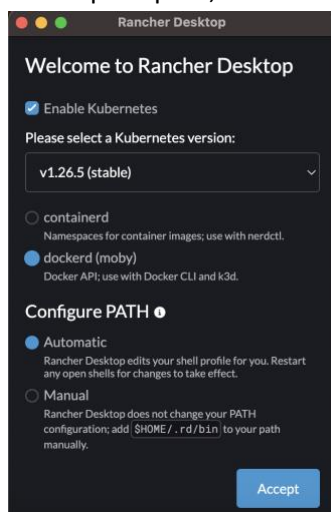 Rancher Desktop
Welcome to Rancher Desktop
Enable Kubernetes
Please select a Kubernetes version:
v1.26.5 (stable)
containerd
Namespaces for container images; use with nerdctl.
dockerd (moby)
Docker API; use with Docker CLI and k3d.
Configure PATH
Automatic
Rancher Desktop edits your shell profile for you. Restart
any open shells for changes to take effect.
Manual
Rancher Desktop does not change your PATH
configuration; add $HOME/.rd/bin to your path
manually.
Accept